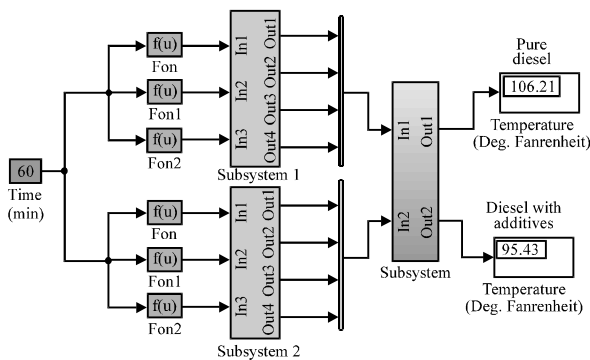 60
Time
(min)
f(u)
Fon
f(u)
Fon1
f(u)
Fon2
In1
In2
In3
Out1
Out2
Out3
Out4
Subsystem 1
f(u)
Fon
f(u)
Fon1
f(u)
Fon2
In1
In2
In3
Out1
Out2
Out3
Out4
Subsystem 2
In1
In2
Out1
Out2
Subsystem
Pure
diesel
106.21
Temperature
(Deg. Fanrenheit)
Diesel with
additives
95.43
Temperature
(Deg. Fanrenheit)